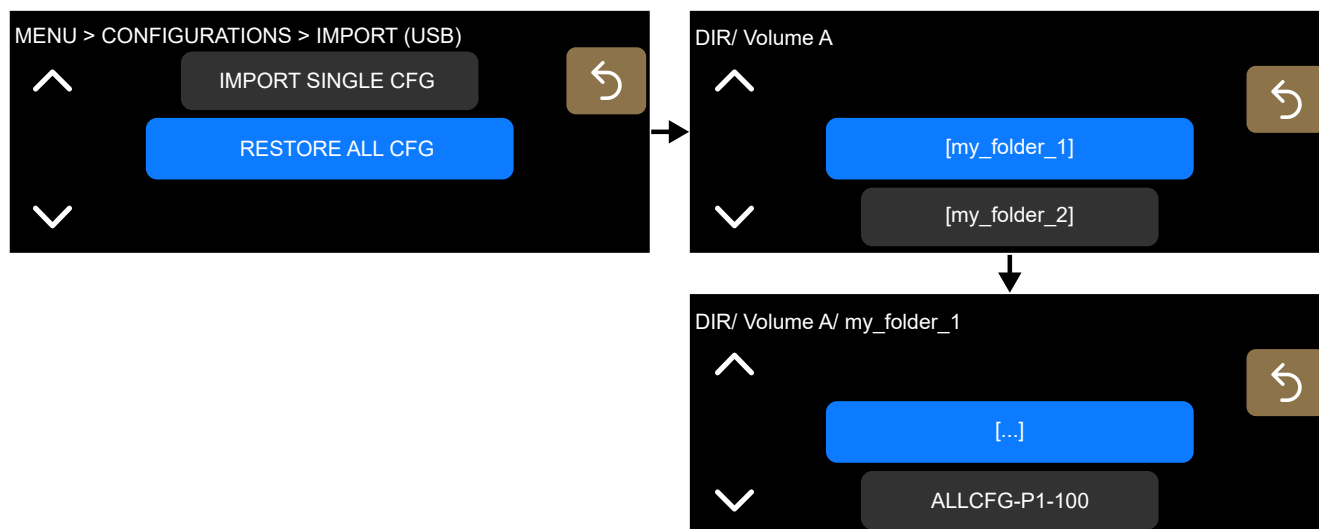 MENU > CONFIGURATIONS > IMPORT (USB)
IMPORT SINGLE CFG
RESTORE ALL CFG
DIR/ Volume A
[my_folder_1]
[my_folder_2]
DIR/ Volume A/ my_folder_1
[...]
ALLCFG-P1-100